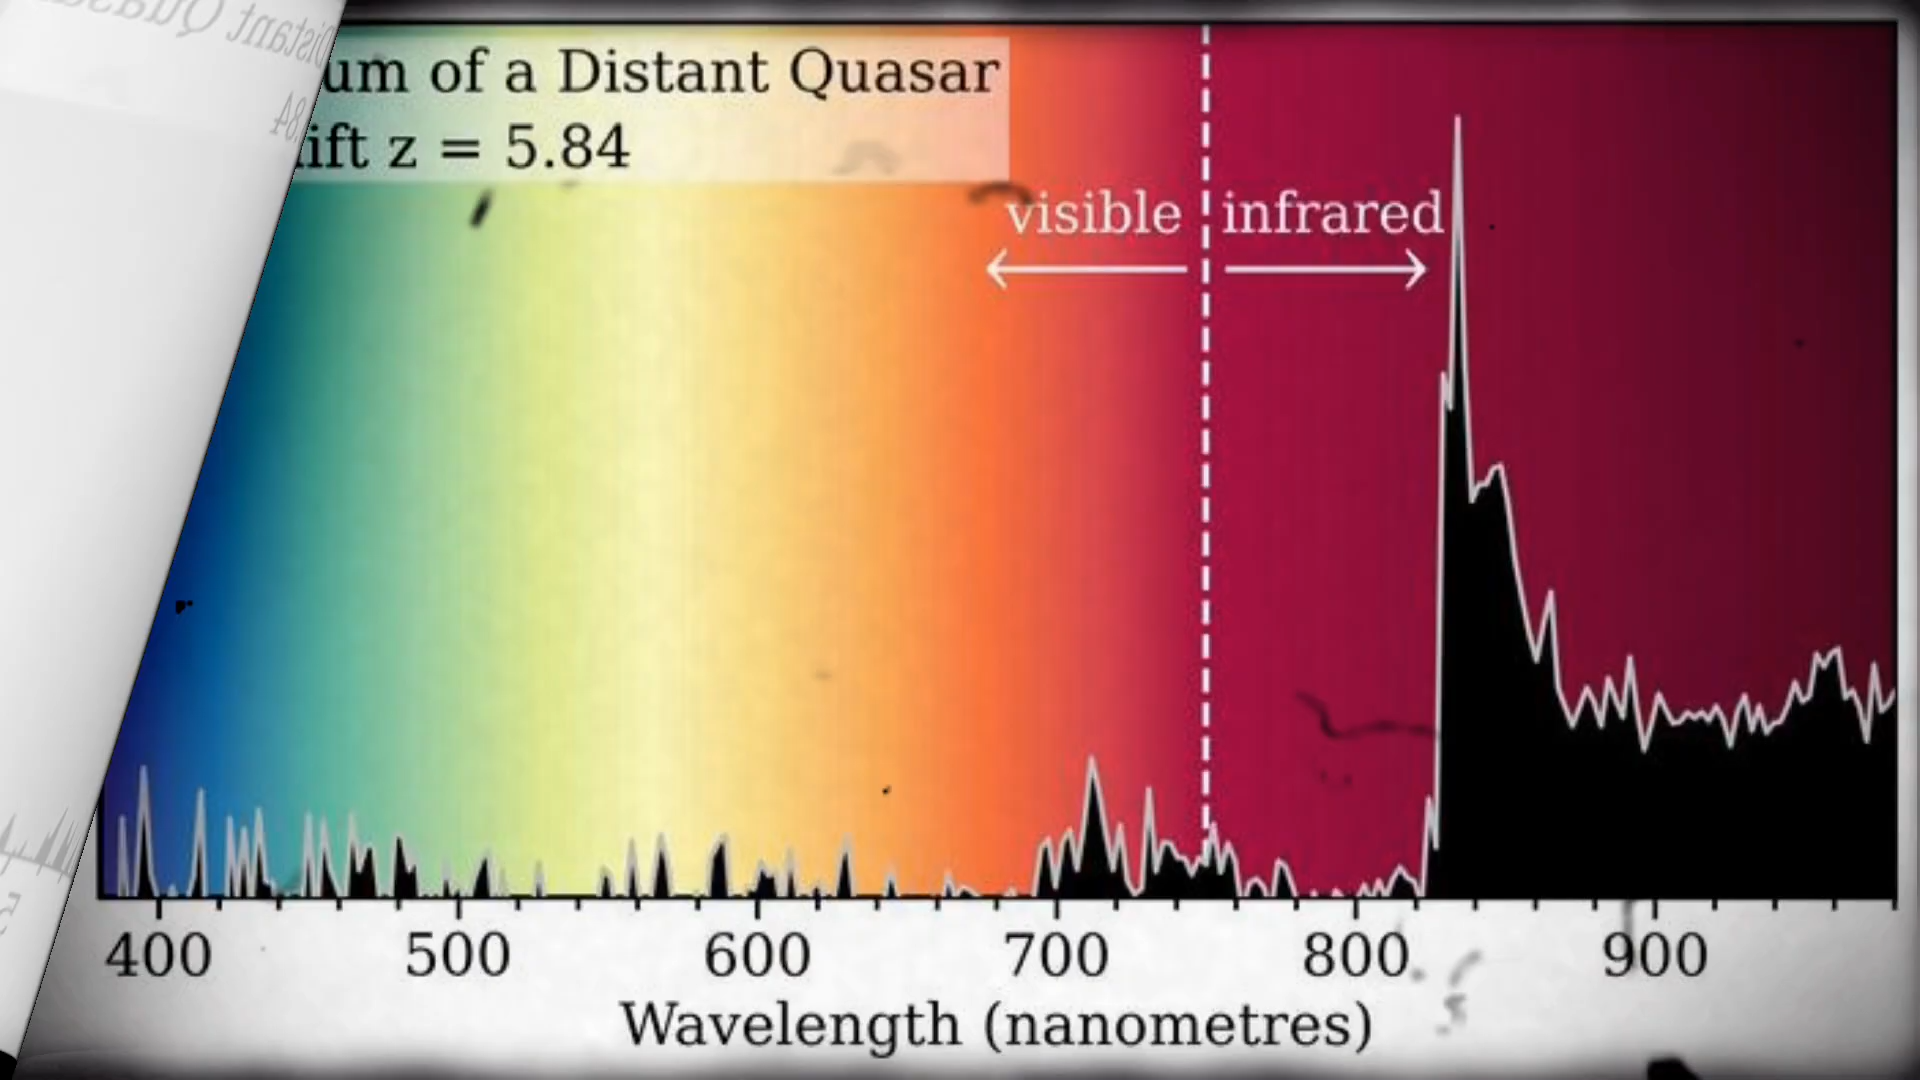 um of a Distant Quasar
ift z = 5.84
visible infrared
400 500 600 700 800 900
Wavelength (nanometres)